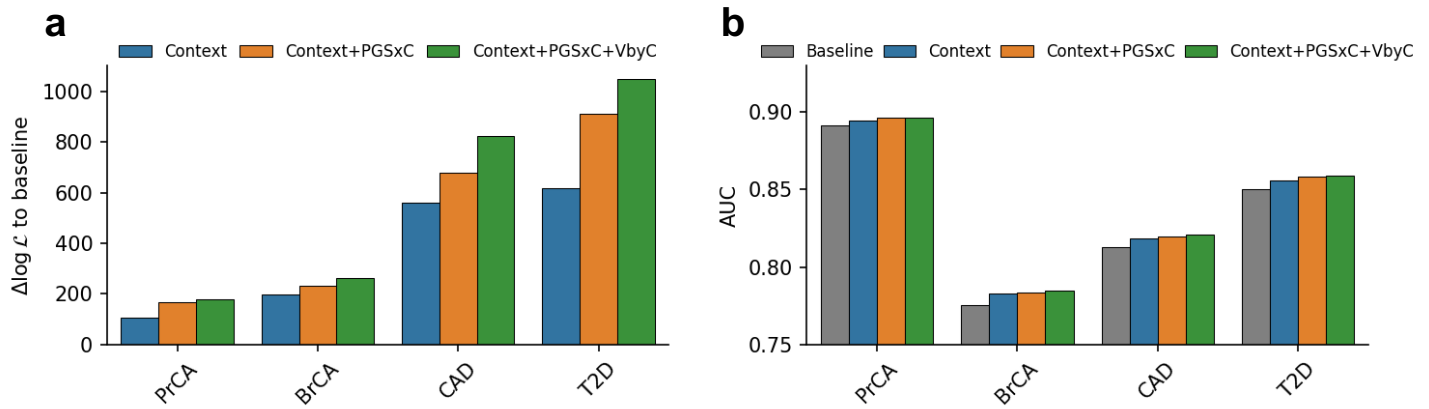 a
Context Context+PGSxC Context+PGSxC+VbyC
Δlog ℒ to baseline
1000
800
600
400
200
0
PrCA BrCA CAD T2D
b
Baseline Context Context+PGSxC Context+PGSxC+VbyC
AUC
0.90
0.85
0.80
0.75
PrCA BrCA CAD T2D